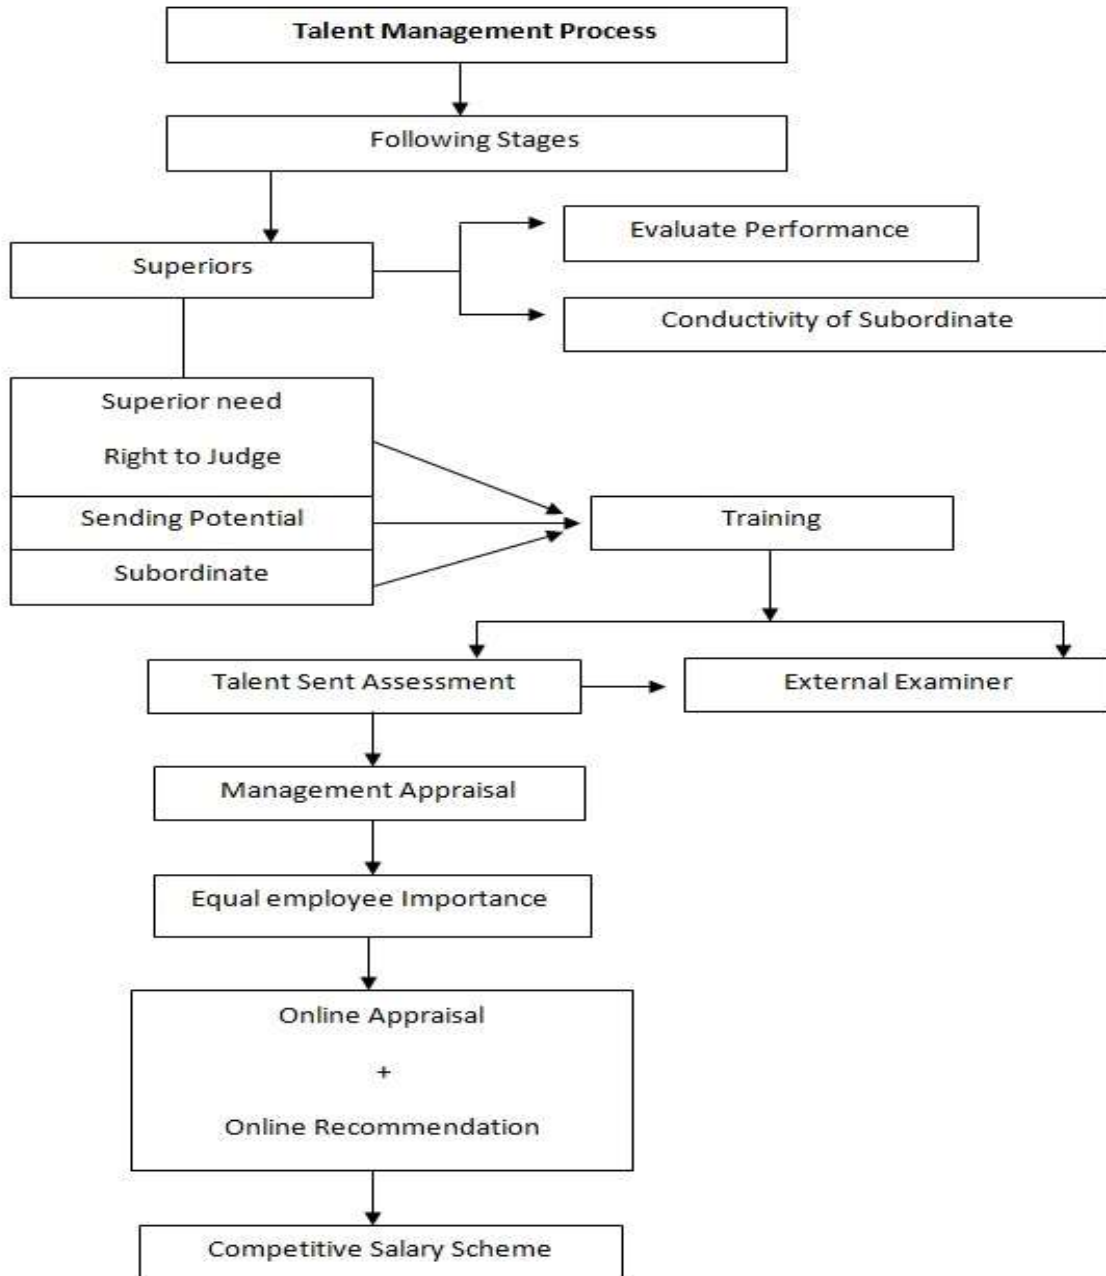 Talent Management Process
Following Stages
Evaluate Performance
Superiors
Conductivity of Subordinate
Superior need
Right to Judge
Sending Potential
Training
Subordinate
Talent Sent Assessment
External Examiner
Management Appraisal
Equal employee Importance
Online Appraisal
+
Online Recommendation
Competitive Salary Scheme